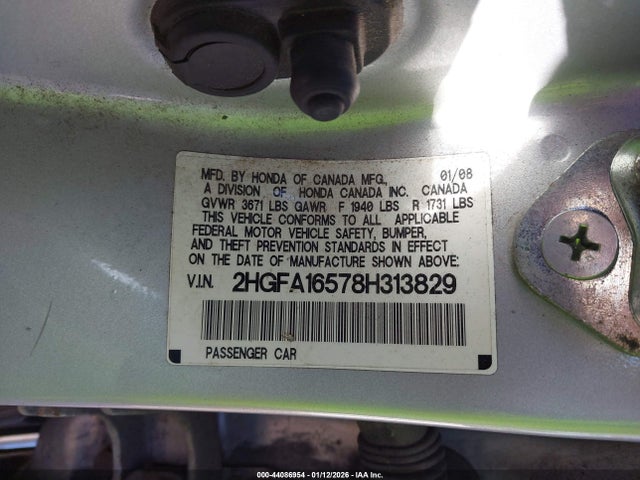 MFD. BY HONDA OF CANADA MFG., 01/08
A DIVISION OF HONDA CANADA INC. CANADA
GVWR 3671 LBS GAWR F 1940 LBS R 1731 LBS
THIS VEHICLE CONFORMS TO ALL APPLICABLE
FEDERAL MOTOR VEHICLE SAFETY, BUMPER,
AND THEFT PREVENTION STANDARDS IN EFFECT
ON THE DATE OF MANUFACTURE SHOWN ABOVE:
V.I.N. 2HGFA16578H313829
PASSENGER CAR
000-44086954 - 01/12/2026 - IAA Inc.